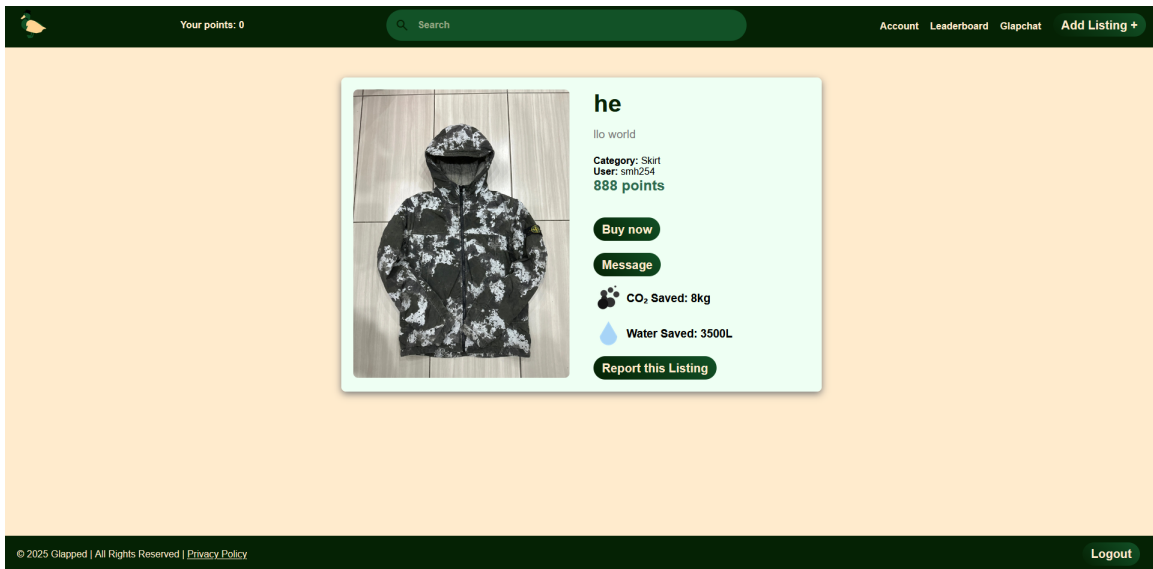 Your points: 0
Search
Account
Leaderboard
Glapchat
Add Listing +
he
llo world
Category: Skirt
User: smh254
888 points
Buy now
Message
CO₂ Saved: 8kg
Water Saved: 3500L
Report this Listing
© 2025 Glapped | All Rights Reserved | Privacy Policy
Logout